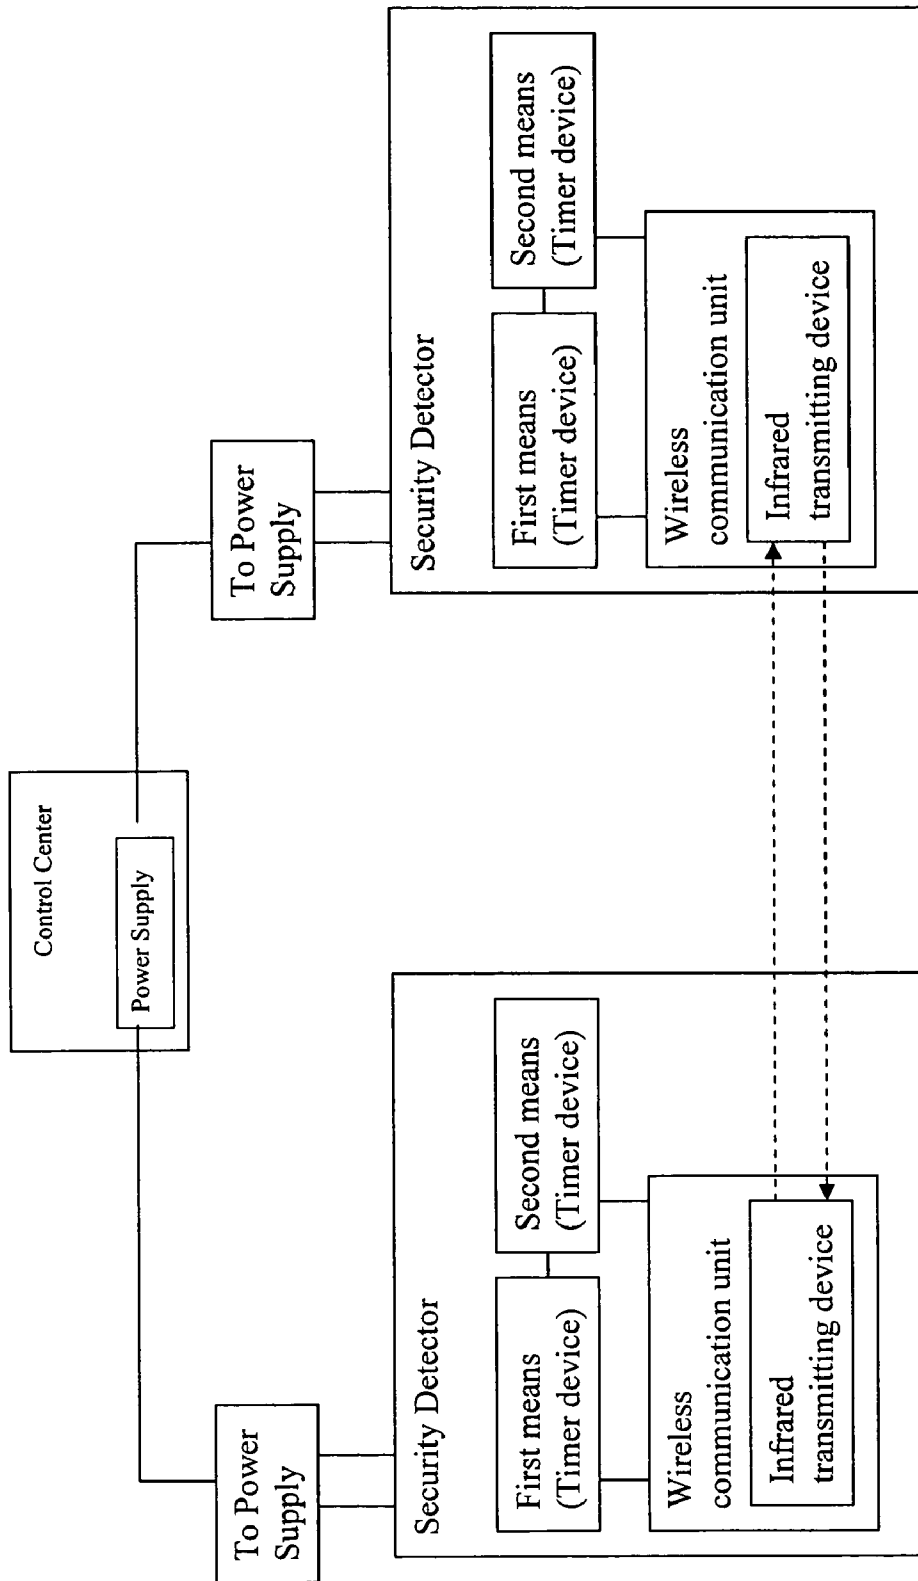 Control Center
Power Supply
To Power
Supply
To Power
Supply
Security Detector
First means
(Timer device)
Second means
(Timer device)
Wireless
communication unit
Infrared
transmitting device
Security Detector
First means
(Timer device)
Second means
(Timer device)
Wireless
communication unit
Infrared
transmitting device